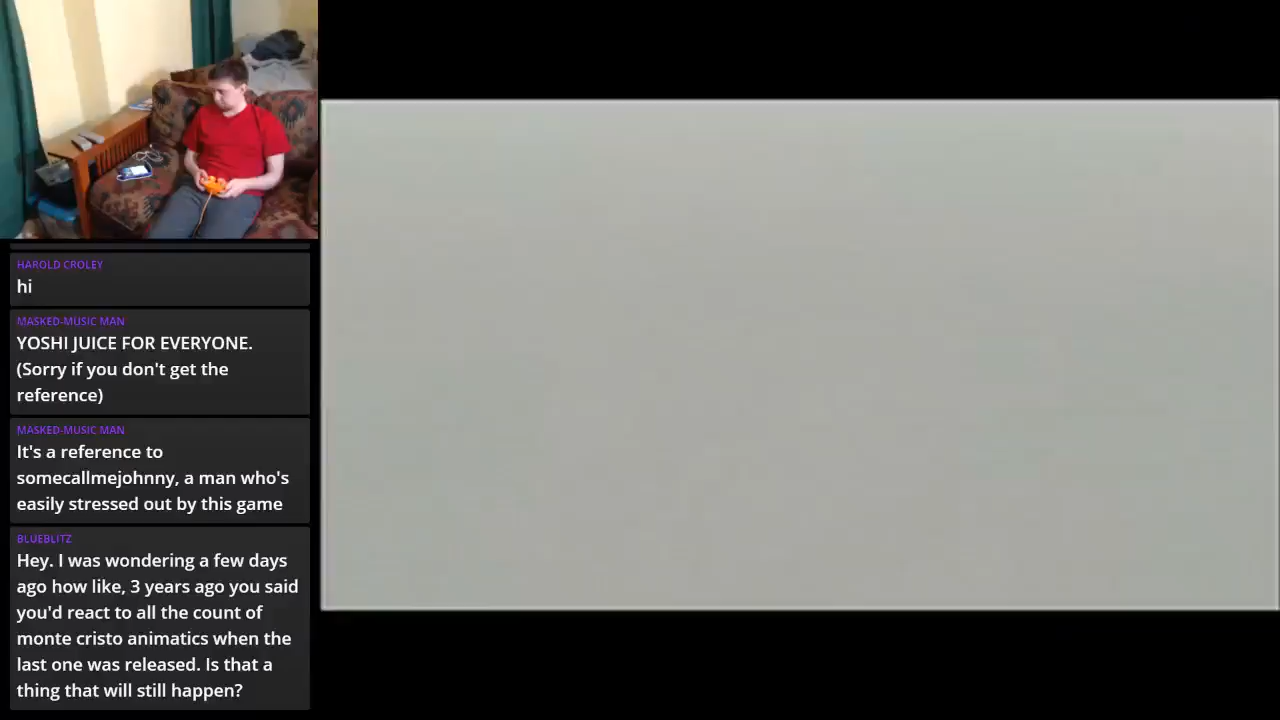 HAROLD CROLEY
hi
MASKED-MUSIC MAN
YOSHI JUICE FOR EVERYONE.
(Sorry if you don't get the
reference)
MASKED-MUSIC MAN
It's a reference to
somecallmejohnny, a man who's
easily stressed out by this game
BLUEBLITZ
Hey. I was wondering a few days
ago how like, 3 years ago you said
you'd react to all the count of
monte cristo animatics when the
last one was released. Is that a
thing that will still happen?